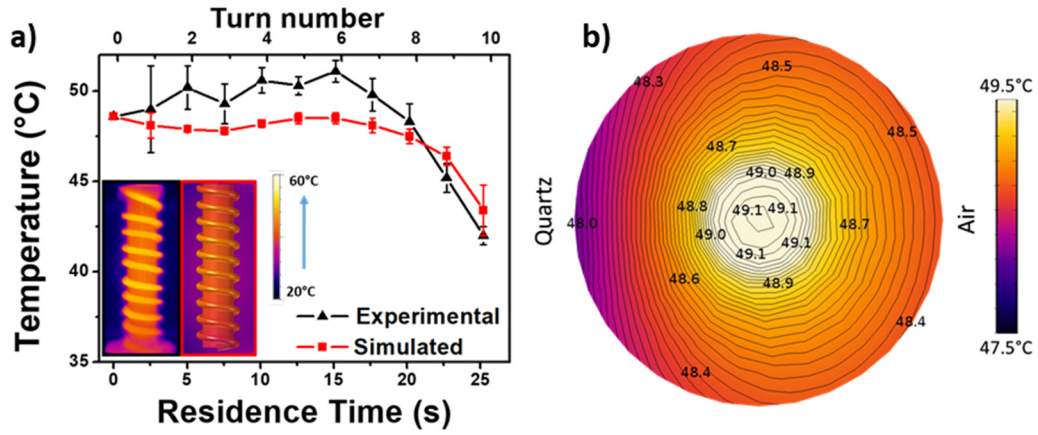 a)
Turn number
0 2 4 6 8 10
Temperature (°C)
50
45
40
35
60°C
20°C
Experimental
Simulated
0 5 10 15 20 25
Residence Time (s)
b)
Quartz
48.5
48.3
48.5
48.7
49.0 48.9
48.8
49.1 49.1
48.0
48.7
49.0
49.1
49.1
48.6
48.9
48.4
48.4
Air
49.5°C
47.5°C